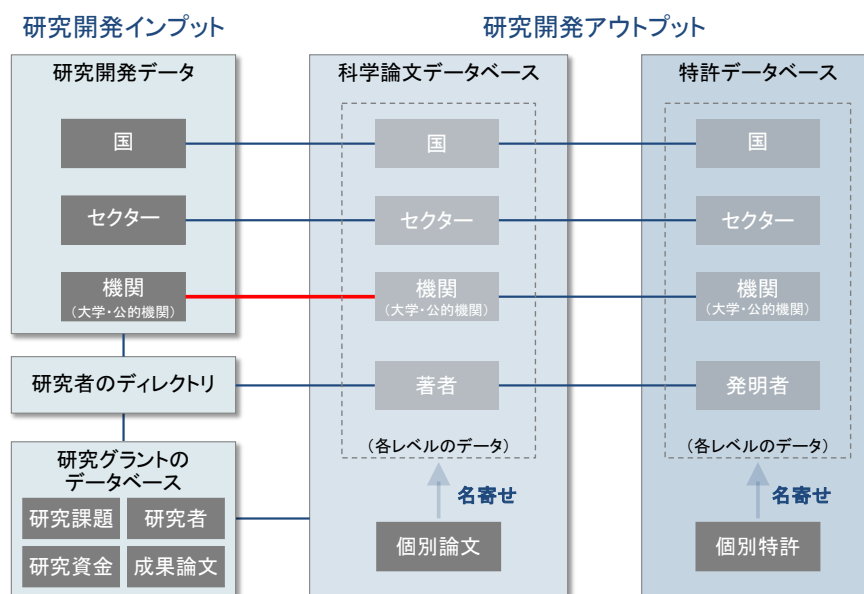 研究開発インプット
研究開発アウトプット
研究開発データ
国
セクター
機関
(大学・公的機関)
研究者のディレクトリ
研究グラントの
データベース
研究課題
研究者
研究資金
成果論文
科学論文データベース
国
セクター
機関
(大学・公的機関)
著者
(各レベルのデータ)
名寄せ
個別論文
特許データベース
国
セクター
機関
(大学・公的機関)
発明者
(各レベルのデータ)
名寄せ
個別特許